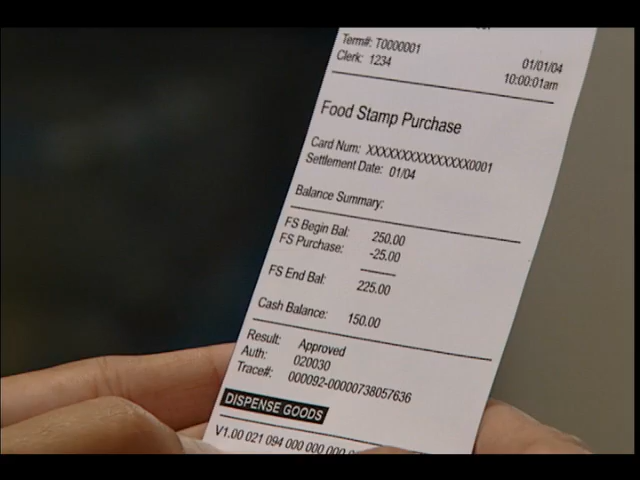 Term#: T0000001 01/01/04
Clerk: 1234 10:00:01am
Food Stamp Purchase
Card Num: XXXXXXXXXXXXXXX0001
Settlement Date: 01/04
Balance Summary:
FS Begin Bal: 250.00
FS Purchase: -25.00
FS End Bal: 225.00
Cash Balance: 150.00
Result: Approved
Auth: 020030
Trace#: 000092-00000738057636
DISPENSE GOODS
V1.00 021 094 000 000 000